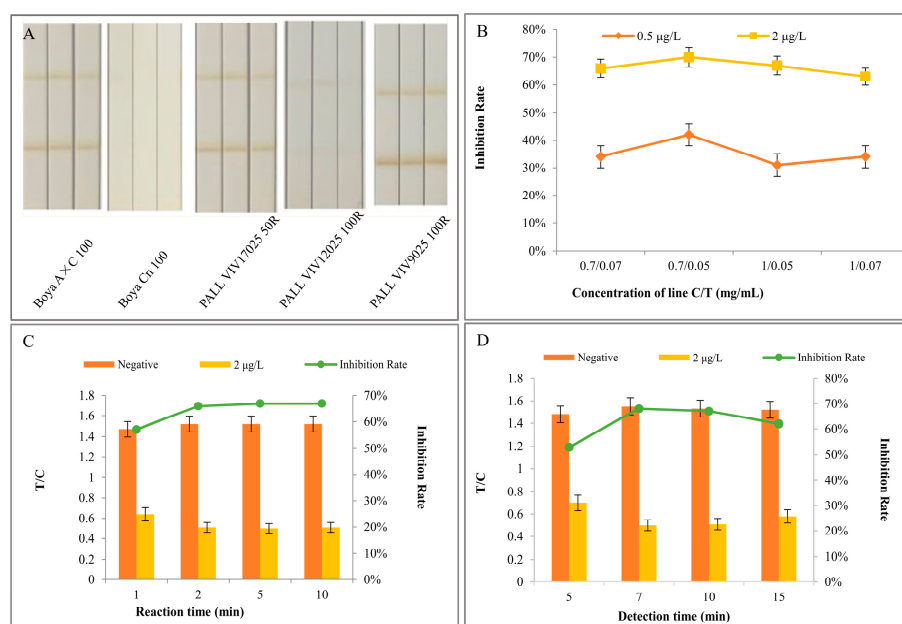 A
Boya A×C 100
Boya Cn 100
PALL VIV17025 50R
PALL VIV12025 100R
PALL VIV9025 100R
B
0.5 μg/L
2 μg/L
80%
70%
60%
50%
40%
30%
20%
10%
0%
Inhibition Rate
0.7/0.07
0.7/0.05
1/0.05
1/0.07
Concentration of line C/T (mg/mL)
C
Negative
2 μg/L
Inhibition Rate
1.8
1.6
1.4
1.2
1
0.8
0.6
0.4
0.2
0
T/C
70%
60%
50%
40%
30%
20%
10%
0%
Inhibition Rate
1
2
5
10
Reaction time (min)
D
Negative
2 μg/L
Inhibition Rate
1.8
1.6
1.4
1.2
1
0.8
0.6
0.4
0.2
0
T/C
80%
70%
60%
50%
40%
30%
20%
10%
0%
Inhibition Rate
5
7
10
15
Detection time (min)